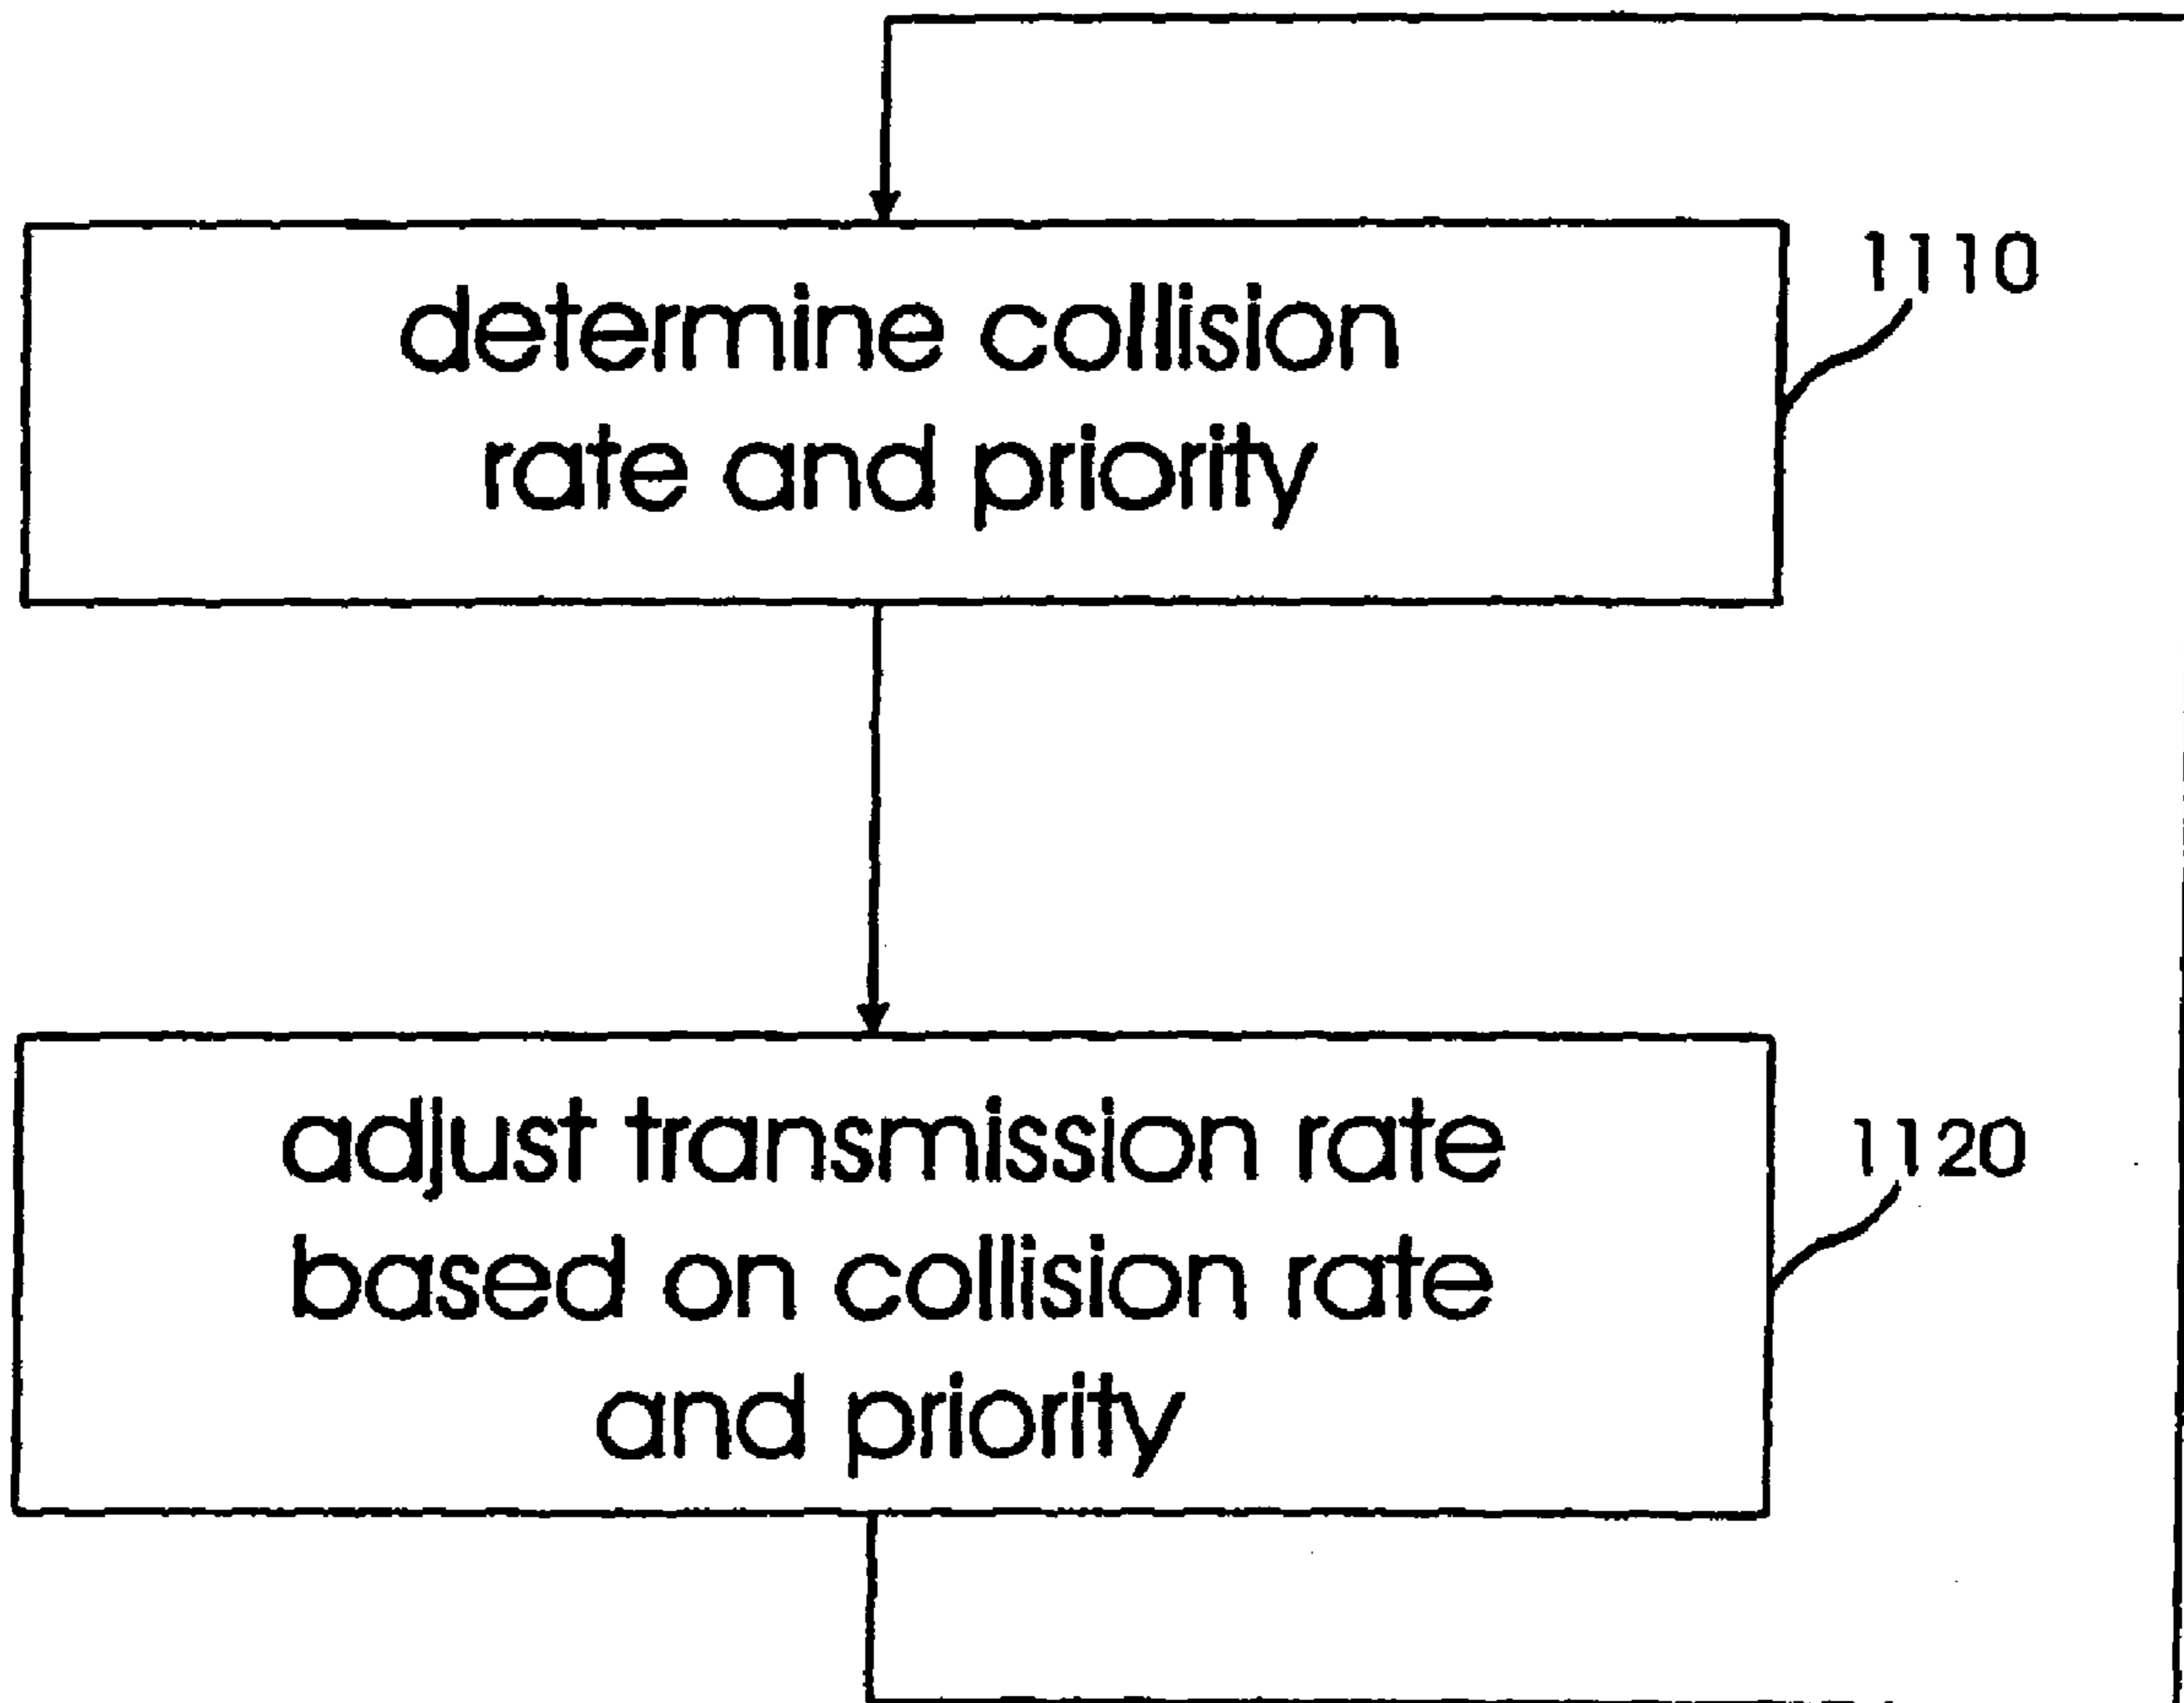 determine collision
rate and priority
1110
adjust transmission rate
based on collision rate
and priority
1120